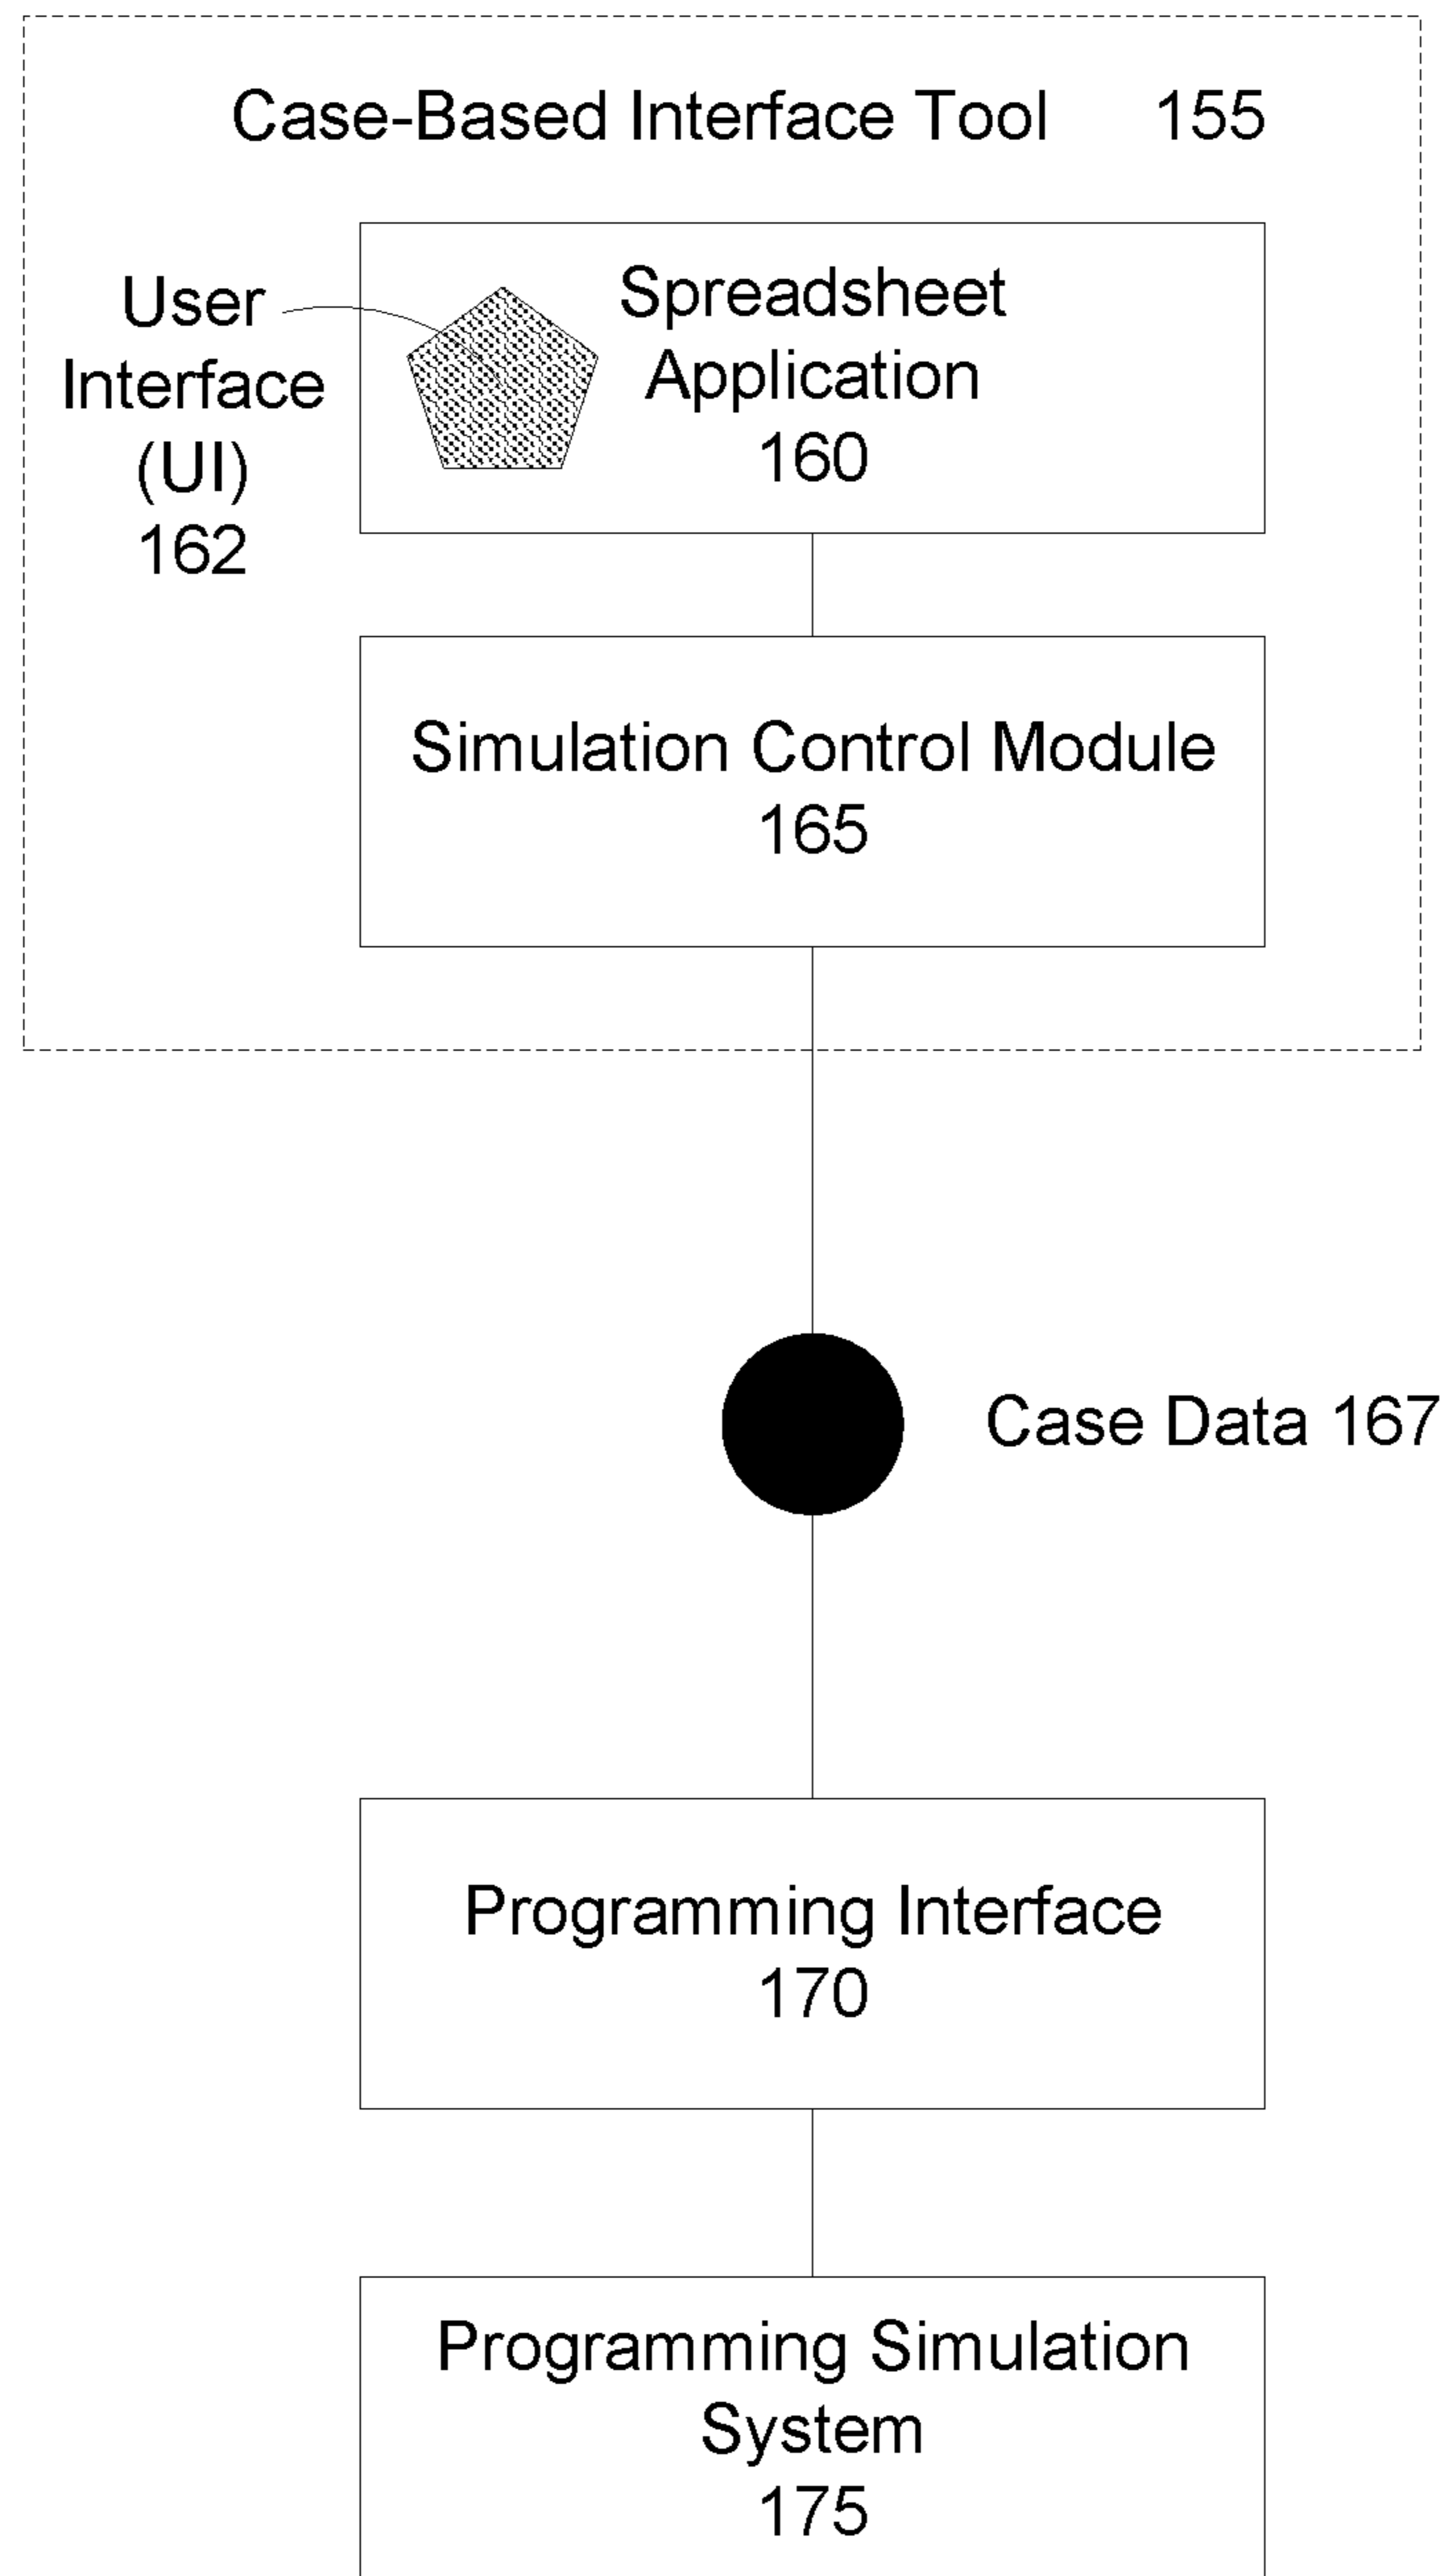 Case-Based Interface Tool 155
User
Interface
(UI)
162
Spreadsheet
Application
160
Simulation Control Module
165
Case Data 167
Programming Interface
170
Programming Simulation
System
175